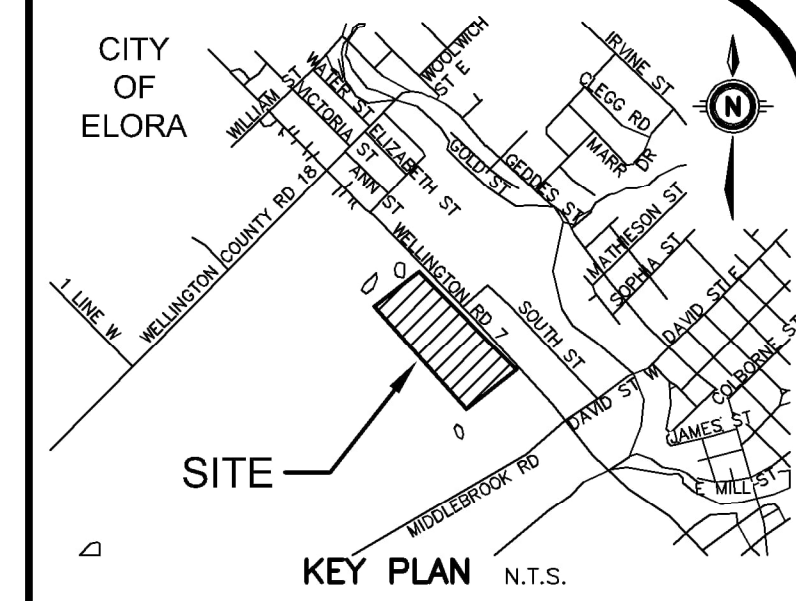 CITY
OF
ELORA
WILLIAM ST
WATER ST
VICTORIA ST
ELIZABETH ST
ANN ST
WOOLWICH
ST E
IRVINE ST
CLEGG RD
MARR DR
GOLD ST
GEDDES ST
MATHIESON ST
SOPHIA ST
N
WELLINGTON COUNTY RD 18
1 LINE W
WELLINGTON RD 7
SOUTH ST
DAVID ST E
DAVID ST W
COLBORNE ST
JAMES ST
E MILL ST
MIDDLEBROOK RD
SITE
KEY PLAN N.T.S.